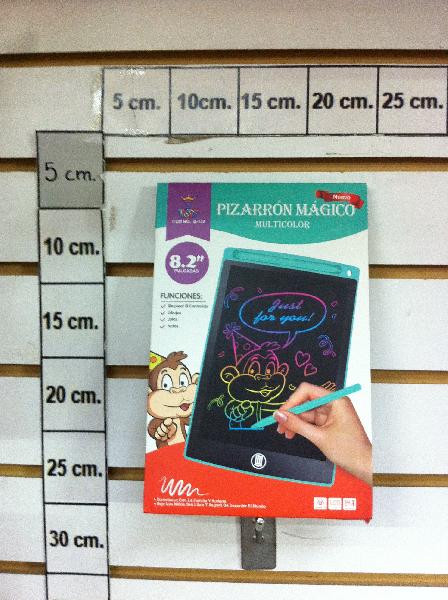 5 cm.
10cm.
15 cm.
20 cm.
25 cm.
5 cm.
10 cm.
15 cm.
20 cm.
25 cm.
30 cm.
Nuevo
PIZARRÓN MÁGICO
MULTICOLOR
8.2"
PULGADAS
FUNCIONES:
Dibujos
Just
for you!